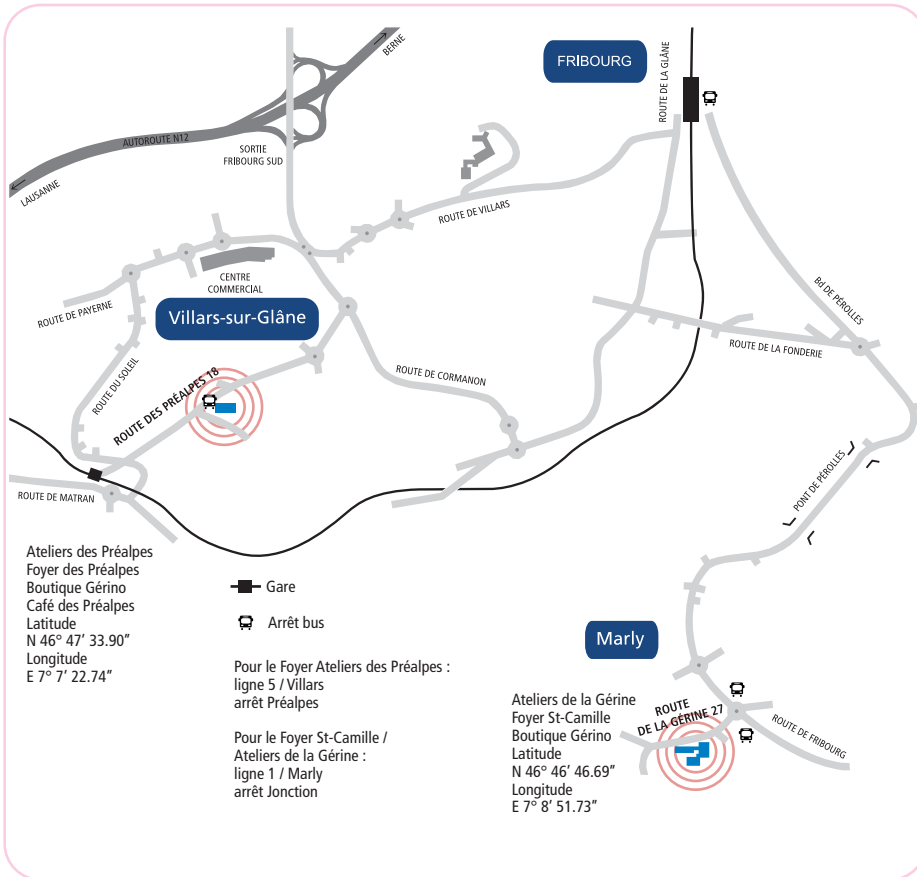 BERNE
FRIBOURG
ROUTE DE LA GLÂNE
AUTOROUTE N12
SORTIE
FRIBOURG SUD
LAUSANNE
ROUTE DE VILLARS
CENTRE
COMMERCIAL
ROUTE DE PAYERNE
Villars-sur-Glâne
Bd DE PÉROLLES
ROUTE DE LA FONDERIE
ROUTE DU SOLEIL
ROUTE DES PRÉALPES 18
ROUTE DE CORMANON
PONT DE PÉROLLES
ROUTE DE MATRAN
Ateliers des Préalpes
Foyer des Préalpes
Boutique Gérino
Café des Préalpes
Latitude
N 46° 47’ 33.90”
Longitude
E 7° 7’ 22.74”
Gare
Arrêt bus
Pour le Foyer Ateliers des Préalpes :
ligne 5 / Villars
arrêt Préalpes
Pour le Foyer St-Camille /
Ateliers de la Gérine :
ligne 1 / Marly
arrêt Jonction
Marly
Ateliers de la Gérine
Foyer St-Camille
Boutique Gérino
Latitude
N 46° 46’ 46.69”
Longitude
E 7° 8’ 51.73”
ROUTE
DE LA GÉRINE 27
ROUTE DE FRIBOURG